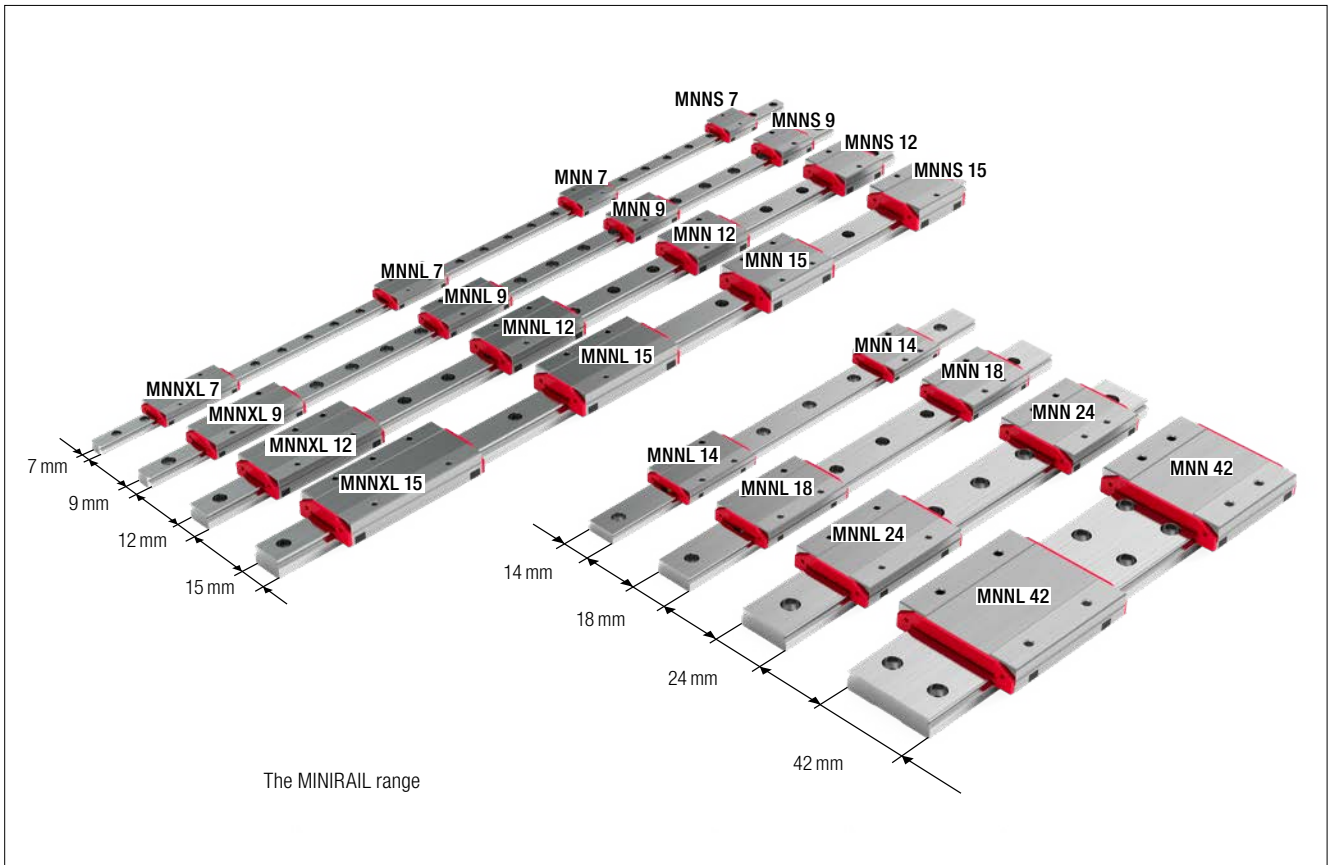 MNNS 7
MNNS 9
MNNS 12
MNNS 15
MNN 7
MNN 9
MNN 12
MNN 15
MNNL 7
MNNL 9
MNNL 12
MNNL 15
MNNXL 7
MNNXL 9
MNNXL 12
MNNXL 15
7 mm
9 mm
12 mm
15 mm
MNN 14
MNN 18
MNN 24
MNN 42
MNNL 14
MNNL 18
MNNL 24
MNNL 42
14 mm
18 mm
24 mm
42 mm
The MINIRAIL range